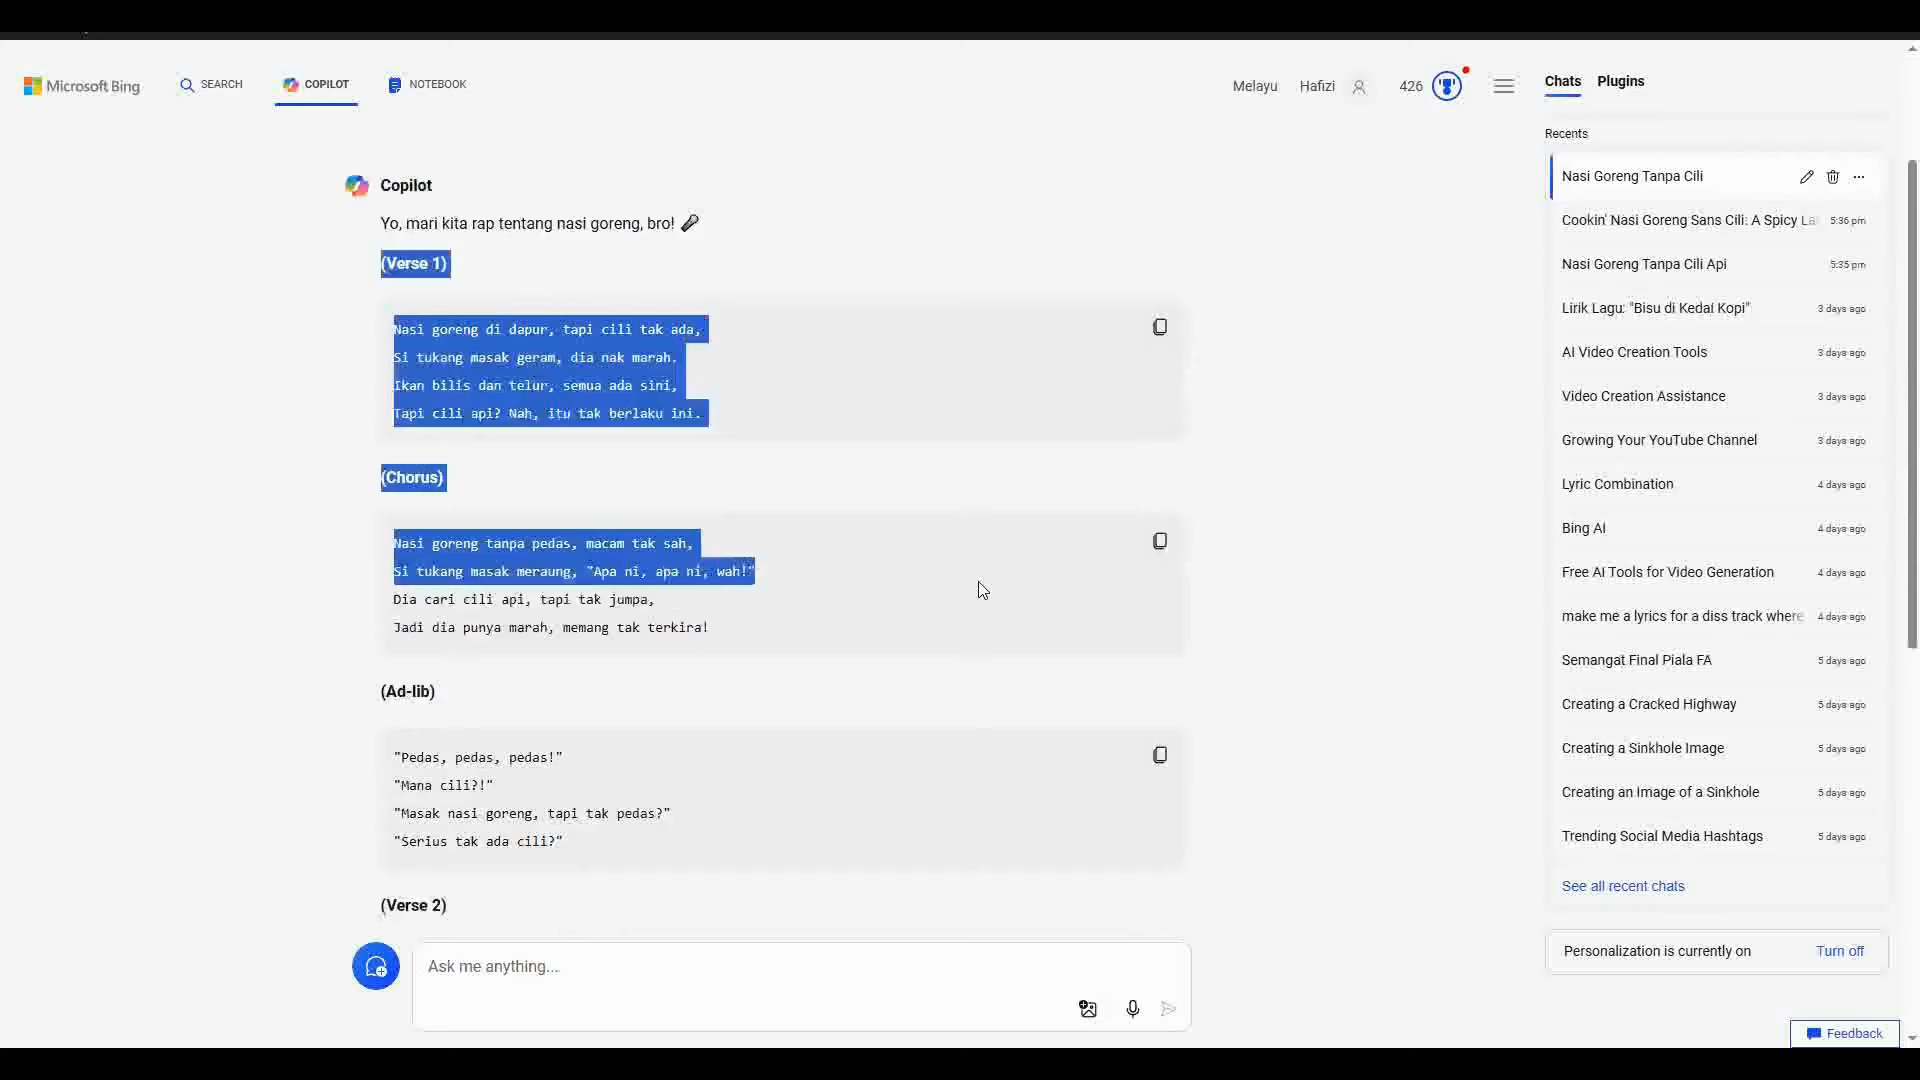 Microsoft Bing
SEARCH
COPILOT
NOTEBOOK
Melayu
Hafizi
426
Chats
Plugins
Copilot
Yo, mari kita rap tentang nasi goreng, bro! 🎤
(Verse 1)
Nasi goreng di dapur, tapi cili tak ada,
Si tukang masak geram, dia nak marah.
Ikan bilis dan telur, semua ada sini,
Tapi cili api? Nah, itu tak berlaku ini.
(Chorus)
Nasi goreng tanpa pedas, macam tak sah,
Si tukang masak meraung, "Apa ni, apa ni, wah!"
Dia cari cili api, tapi tak jumpa,
Jadi dia punya marah, memang tak terkira!
(Ad-lib)
"Pedas, pedas, pedas!"
"Mana cili?!"
"Masak nasi goreng, tapi tak pedas?"
"Serius tak ada cili?"
(Verse 2)
Ask me anything...
Recents
Nasi Goreng Tanpa Cili
Cookin' Nasi Goreng Sans Cili: A Spicy La 5:36 pm
Nasi Goreng Tanpa Cili Api 5:35 pm
Lirik Lagu: "Bisu di Kedai Kopi" 3 days ago
AI Video Creation Tools 3 days ago
Video Creation Assistance 3 days ago
Growing Your YouTube Channel 3 days ago
Lyric Combination 4 days ago
Bing AI 4 days ago
Free AI Tools for Video Generation 4 days ago
make me a lyrics for a diss track where 4 days ago
Semangat Final Piala FA 5 days ago
Creating a Cracked Highway 5 days ago
Creating a Sinkhole Image 5 days ago
Creating an Image of a Sinkhole 5 days ago
Trending Social Media Hashtags 5 days ago
See all recent chats
Personalization is currently on Turn off
Feedback